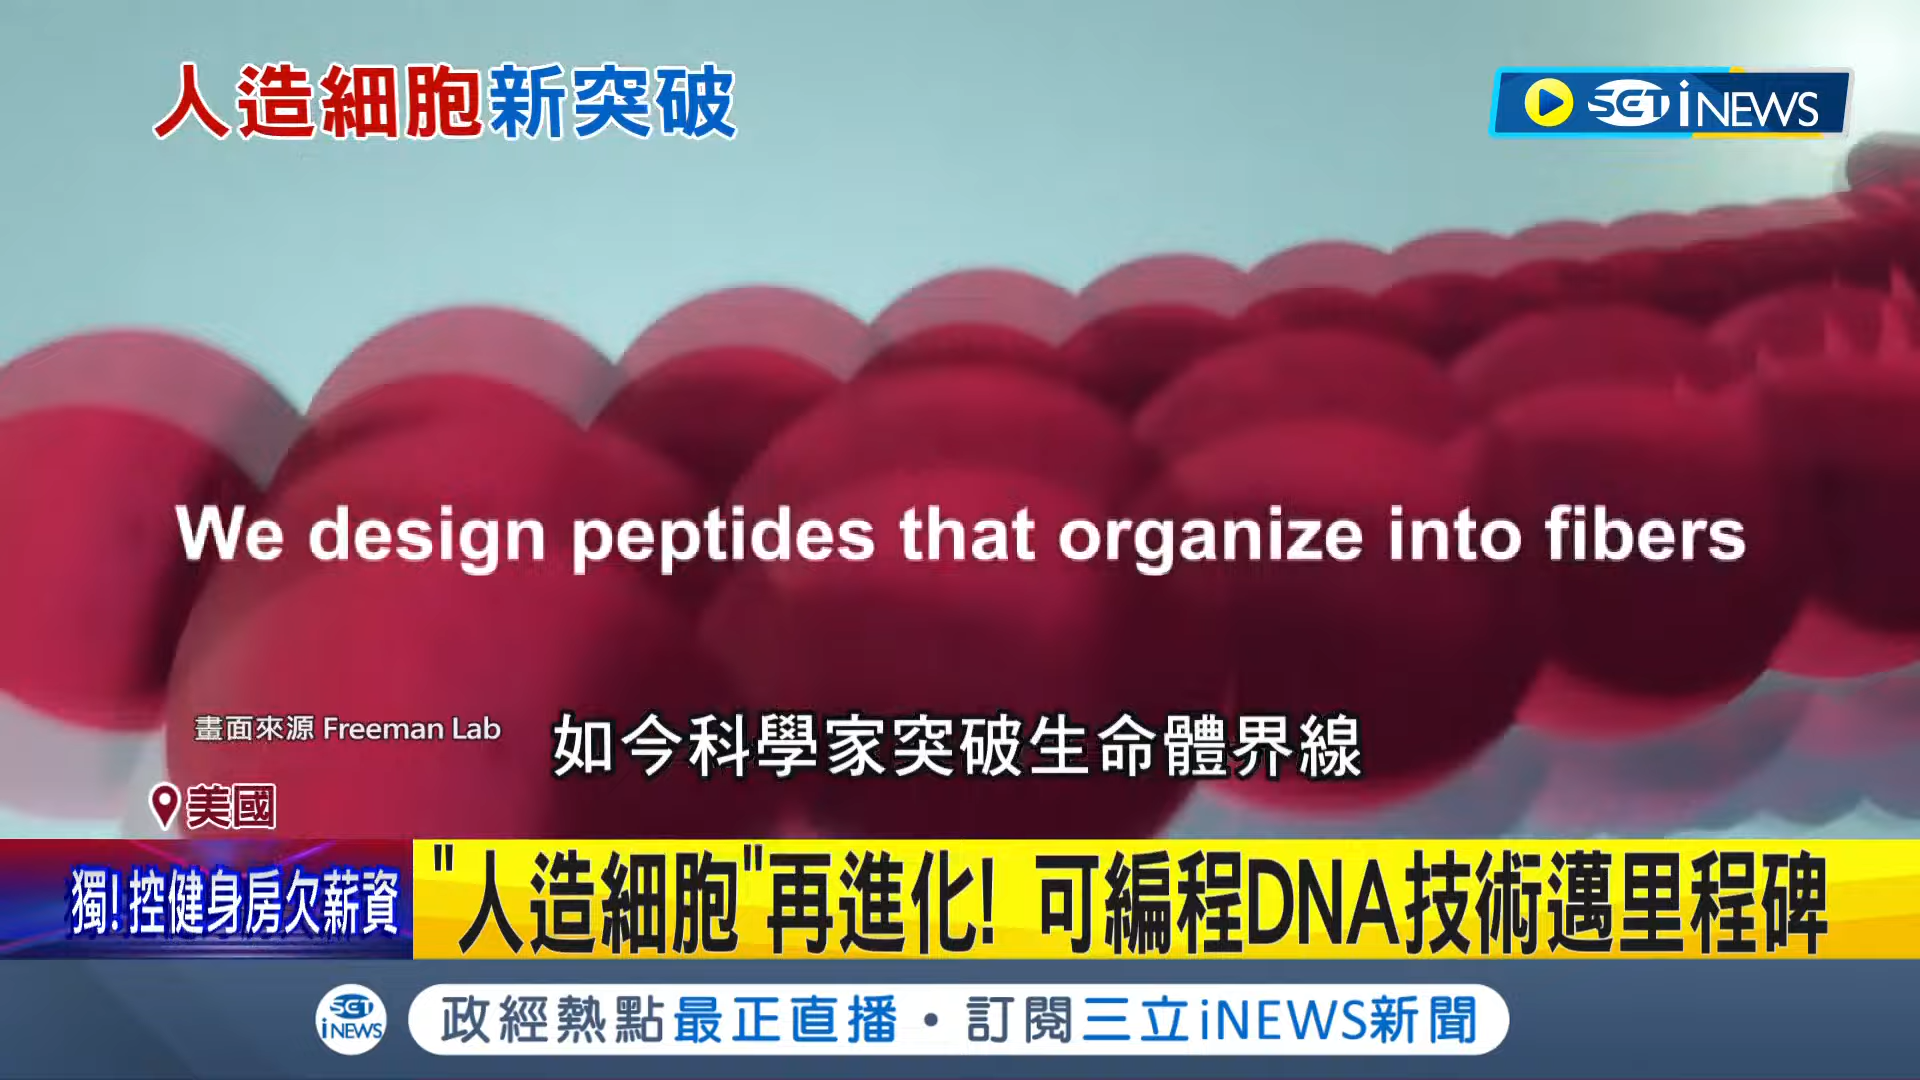 人造細胞新突破
SET iNEWS
We design peptides that organize into fibers
畫面來源 Freeman Lab
如今科學家突破生命體界線
美國
獨!控健身房欠薪資
"人造細胞"再進化! 可編程DNA技術邁里程碑
SET iNEWS
政經熱點最正直播・訂閱三立iNEWS新聞